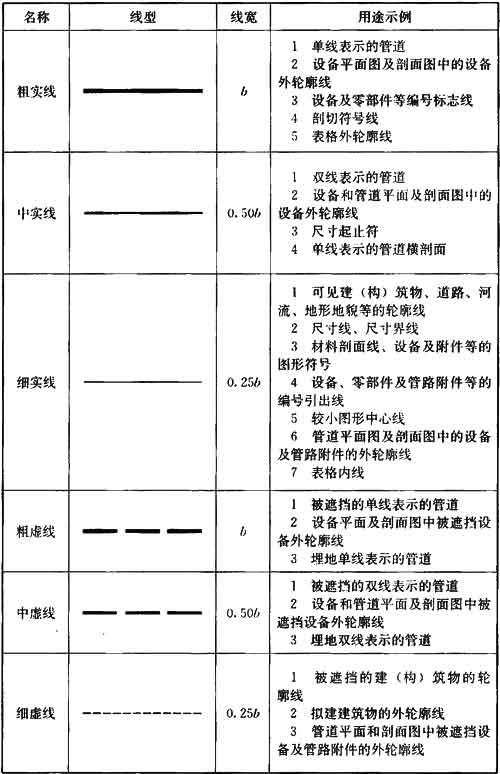 名称 线型 线宽 用途示例
粗实线 b
1 单线表示的管道
2 设备平面图及剖面图中的设备
外轮廓线
3 设备及零部件等编号标志线
4 剖切符号线
5 表格外轮廓线
中实线 0.50b
1 双线表示的管道
2 设备和管道平面及剖面图中的
设备外轮廓线
3 尺寸起止符
4 单线表示的管道横剖面
细实线 0.25b
1 可见建（构）筑物、道路、河
流、地形地貌等的轮廓线
2 尺寸线、尺寸界线
3 材料剖面线、设备及附件等的
图形符号
4 设备、零部件及管路附件等的
编号引出线
5 较小图形中心线
6 管道平面图及剖面图中的设备
及管路附件的外轮廓线
7 表格内线
粗虚线 b
1 被遮挡的单线表示的管道
2 设备平面及剖面图中被遮挡设
备外轮廓线
3 埋地单线表示的管道
中虚线 0.50b
1 被遮挡的双线表示的管道
2 设备和管道平面及剖面图中被
遮挡设备外轮廓线
3 埋地双线表示的管道
细虚线 0.25b
1 被遮挡的建（构）筑物的轮
廓线
2 拟建建筑物的外轮廓线
3 管道平面和剖面图中被遮挡设
备及管路附件的外轮廓线